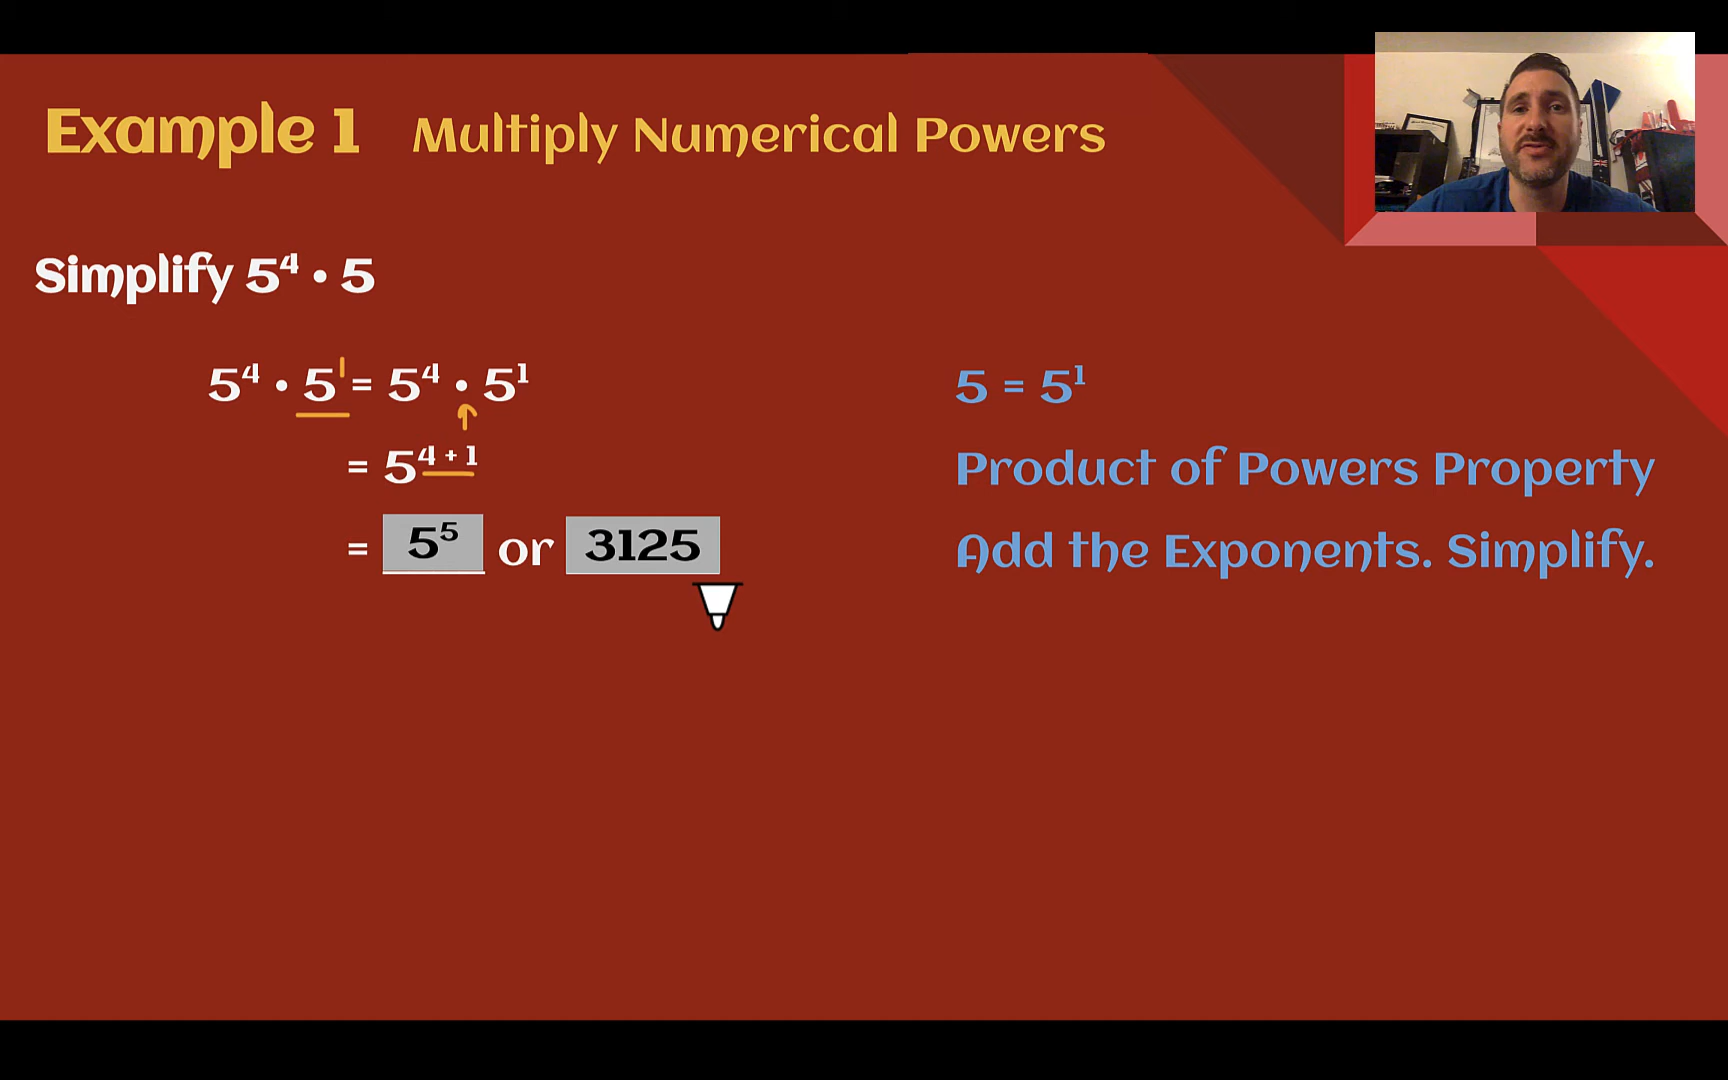 Example 1 Multiply Numerical Powers
Simplify 5⁴ • 5
5⁴ • 5¹ = 5⁴ • 5¹
5 = 5¹
= 5⁴ ⁺ ¹
Product of Powers Property
= 5⁵ or 3125
Add the Exponents. Simplify.